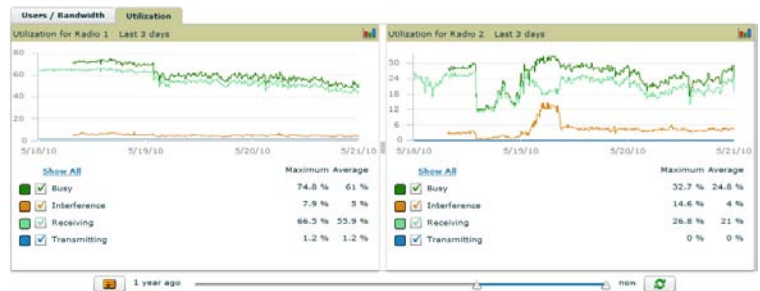 Users / Bandwidth
Utilization
Utilization for Radio 1 Last 3 days
80
60
40
20
0
5/18/10 5/19/10 5/20/10 5/21/10
Show All
Maximum Average
Busy 74.8 % 61 %
Interference 7.9 % 5 %
Receiving 66.5 % 55.9 %
Transmitting 1.2 % 1.2 %
Utilization for Radio 2 Last 3 days
30
24
18
12
6
0
5/18/10 5/19/10 5/20/10 5/21/10
Show All
Maximum Average
Busy 32.7 % 24.8 %
Interference 14.6 % 4 %
Receiving 26.8 % 21 %
Transmitting 0 % 0 %
1 year ago
now